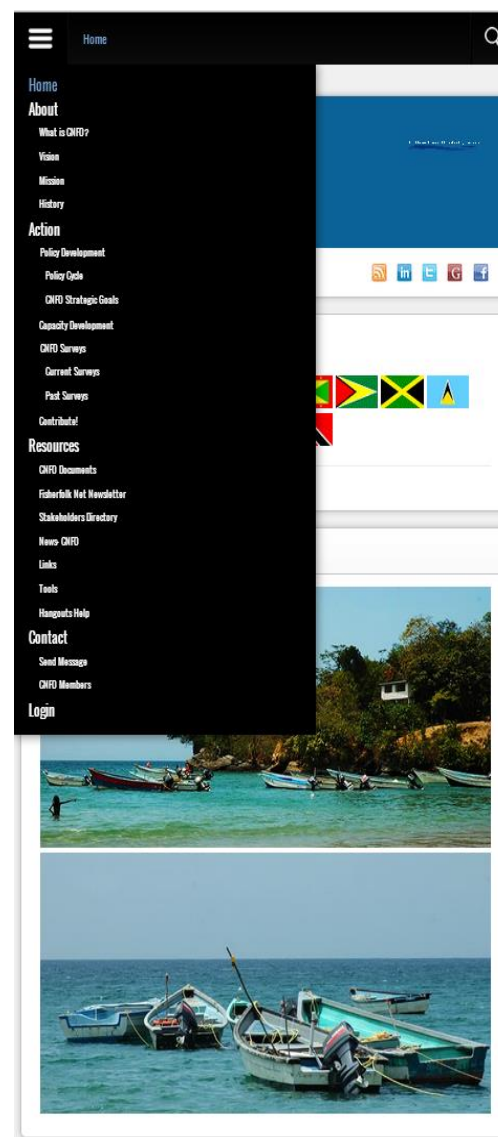 Home
Home
About
What is CNFO?
Vision
Mission
History
Action
Policy Development
Policy Cycle
CNFO Strategic Goals
Capacity Development
CNFO Surveys
Current Surveys
Past Surveys
Contribute!
Resources
CNFO Documents
Fisherfolk Net Newsletter
Stakeholders Directory
News- CNFO
Links
Tools
Hangouts Help
Contact
Send Message
CNFO Members
Login